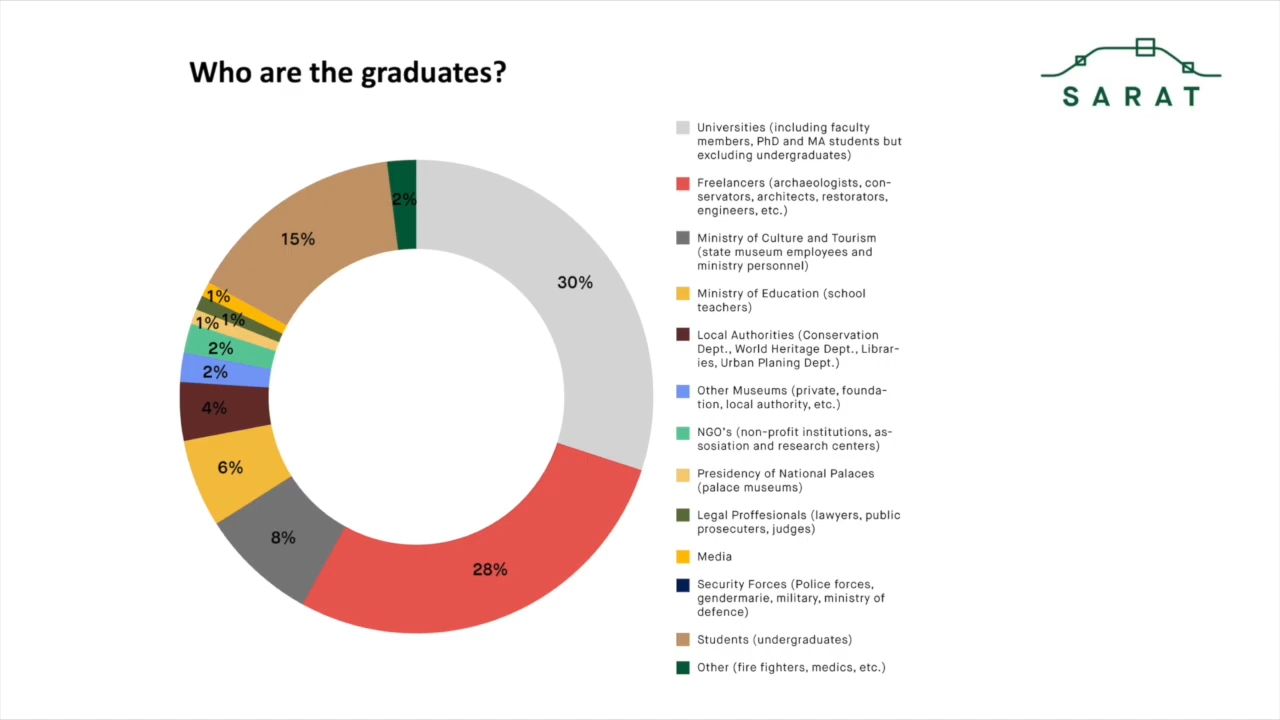 Who are the graduates?
SARAT
Universities (including faculty
members, PhD and MA students but
excluding undergraduates)
Freelancers (archaeologists, con-
servators, architects, restorators,
engineers, etc.)
Ministry of Culture and Tourism
(state museum employees and
ministry personnel)
Ministry of Education (school
teachers)
Local Authorities (Conservation
Dept., World Heritage Dept., Librar-
ies, Urban Planing Dept.)
Other Museums (private, founda-
tion, local authority, etc.)
NGO's (non-profit institutions, as-
sosiation and research centers)
Presidency of National Palaces
(palace museums)
Legal Proffesionals (lawyers, public
prosecuters, judges)
Media
Security Forces (Police forces,
gendermarie, military, ministry of
defence)
Students (undergraduates)
Other (fire fighters, medics, etc.)
2%
15%
30%
1%
1%
1%
2%
2%
4%
6%
8%
28%